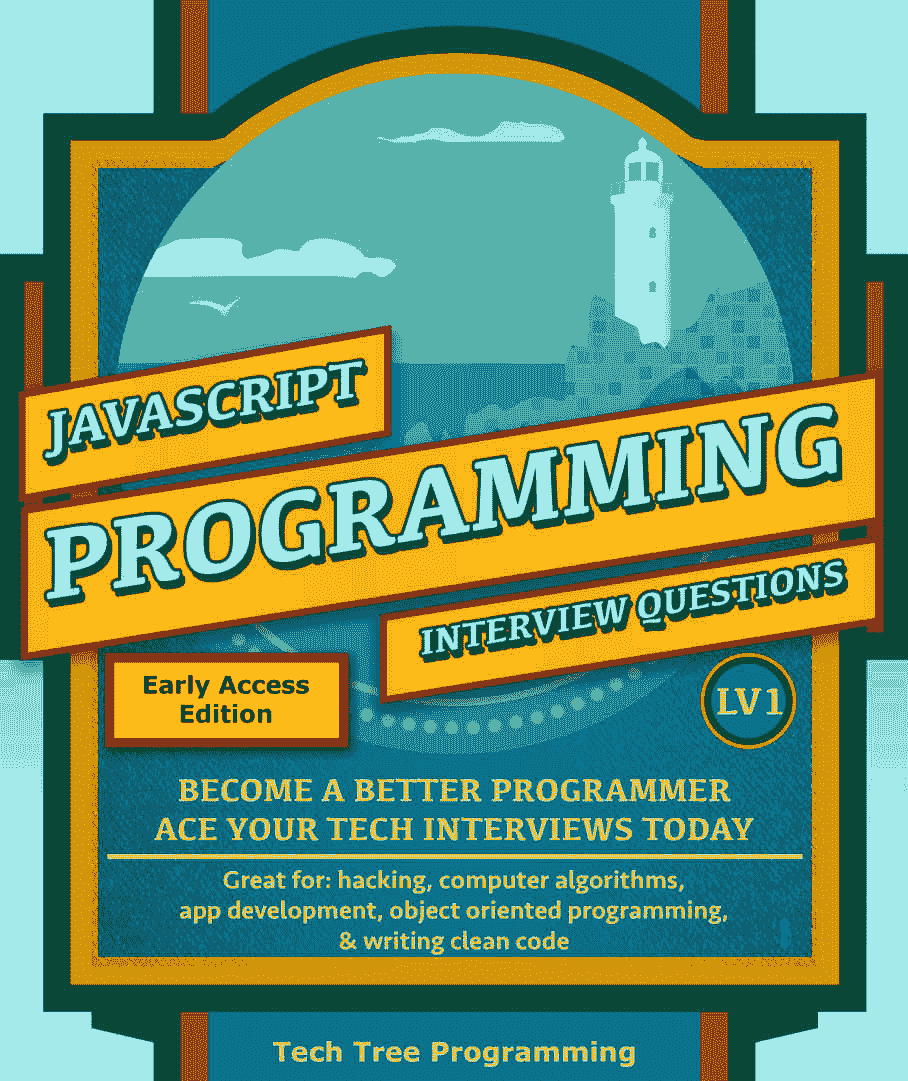 JAVASCRIPT
PROGRAMMING
INTERVIEW QUESTIONS
Early Access
Edition
LV1
BECOME A BETTER PROGRAMMER
ACE YOUR TECH INTERVIEWS TODAY
Great for: hacking, computer algorithms,
app development, object oriented programming,
& writing clean code
Tech Tree Programming